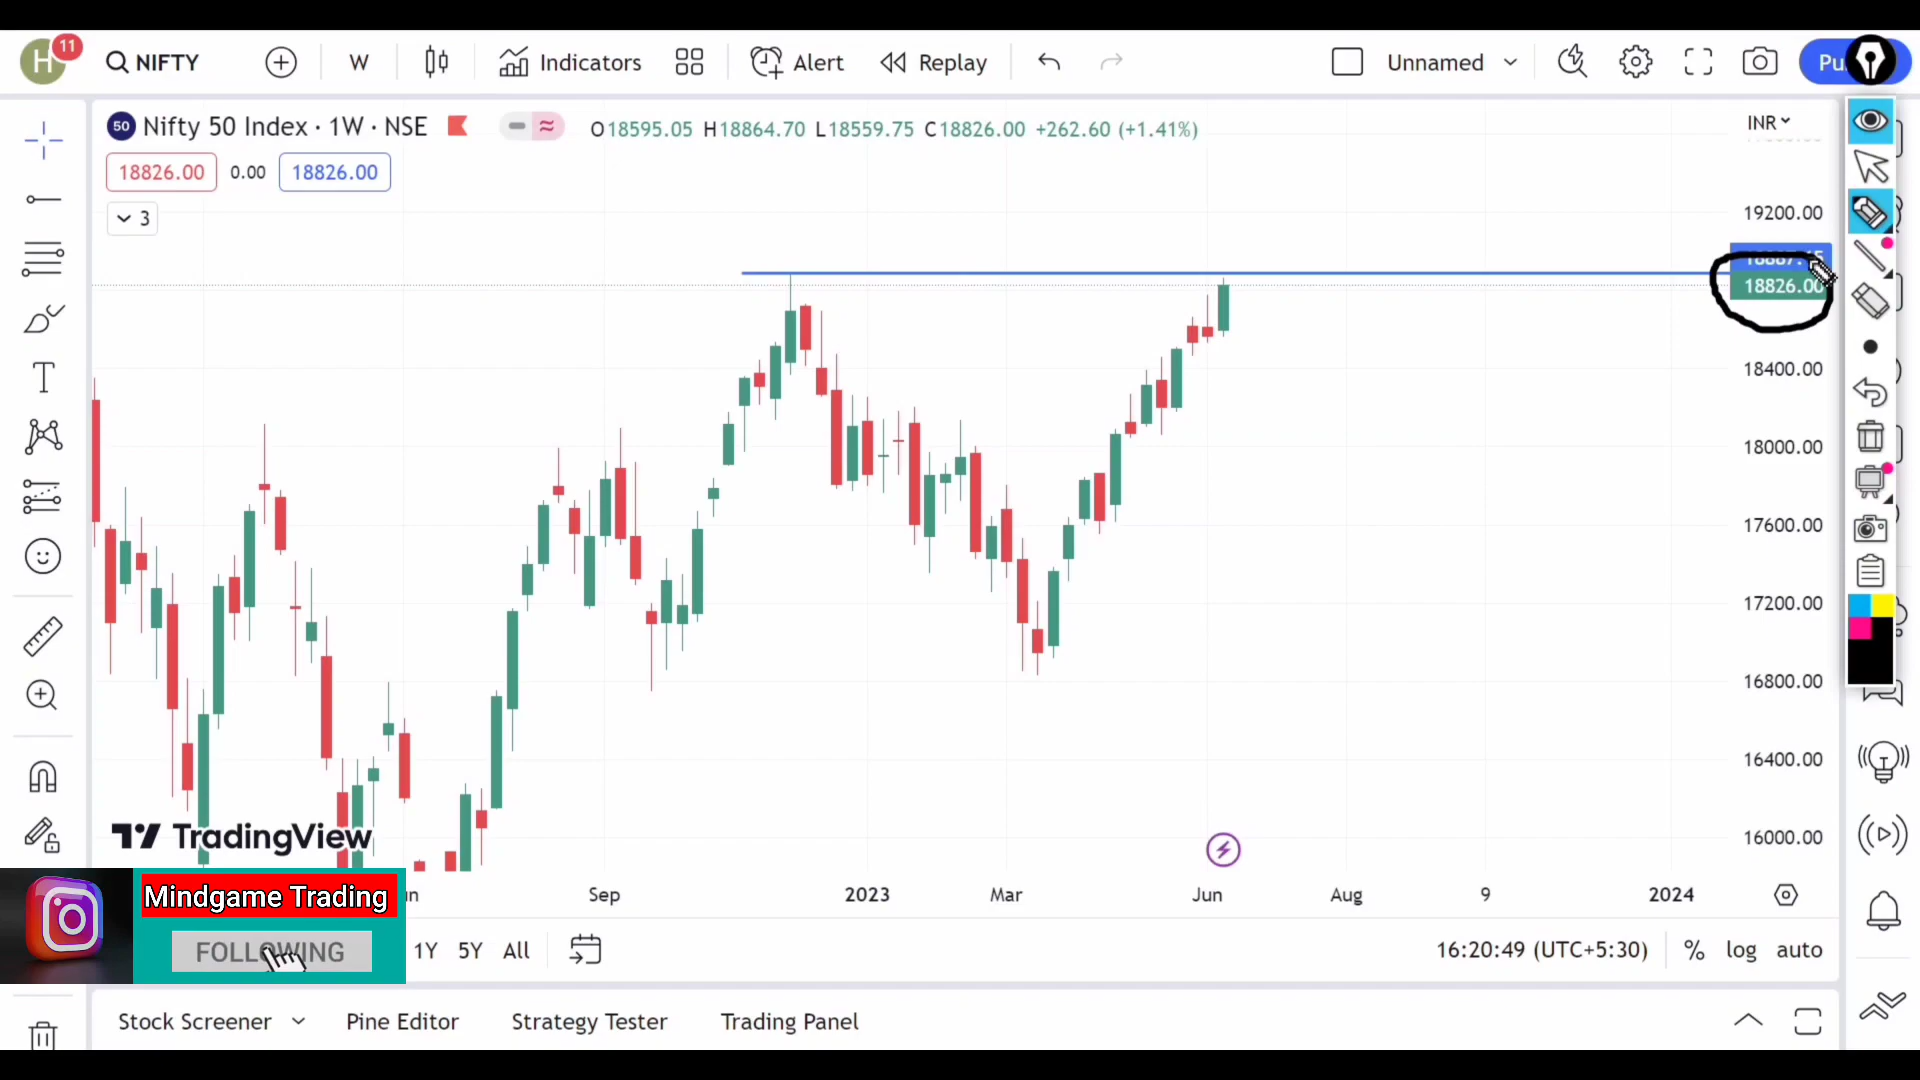 H 11 NIFTY W Indicators Alert Replay Unnamed
Nifty 50 Index · 1W · NSE O18595.05 H18864.70 L18559.75 C18826.00 +262.60 (+1.41%) INR
50
18826.00 0.00 18826.00
3
19200.00
18826.00
18400.00
18000.00
17600.00
17200.00
16800.00
16400.00
16000.00
TradingView
Sep 2023 Mar Jun Aug 9 2024
Mindgame Trading
FOLLOWING
1Y 5Y All 16:20:49 (UTC+5:30) % log auto
Stock Screener Pine Editor Strategy Tester Trading Panel